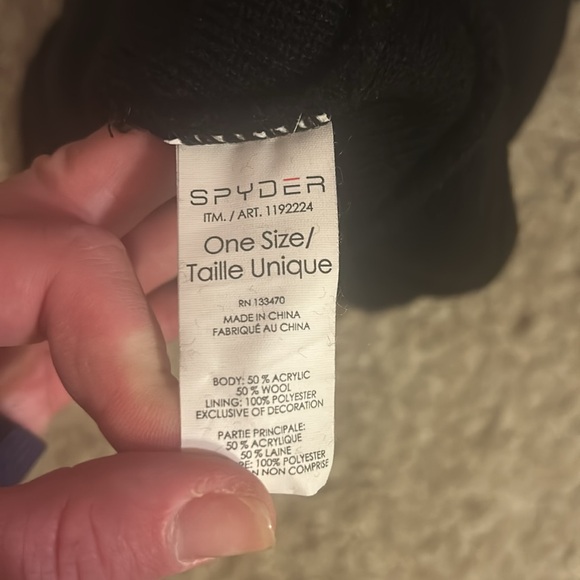 SPYDER
ITM. / ART. 1192224
One Size/
Taille Unique
RN 133470
MADE IN CHINA
FABRIQUÉ AU CHINA
BODY: 50 % ACRYLIC
50 % WOOL
LINING: 100% POLYESTER
EXCLUSIVE OF DECORATION
PARTIE PRINCIPALE:
50 % ACRYLIQUE
50 % LAINE
100% POLYESTER
NON COMPRISE